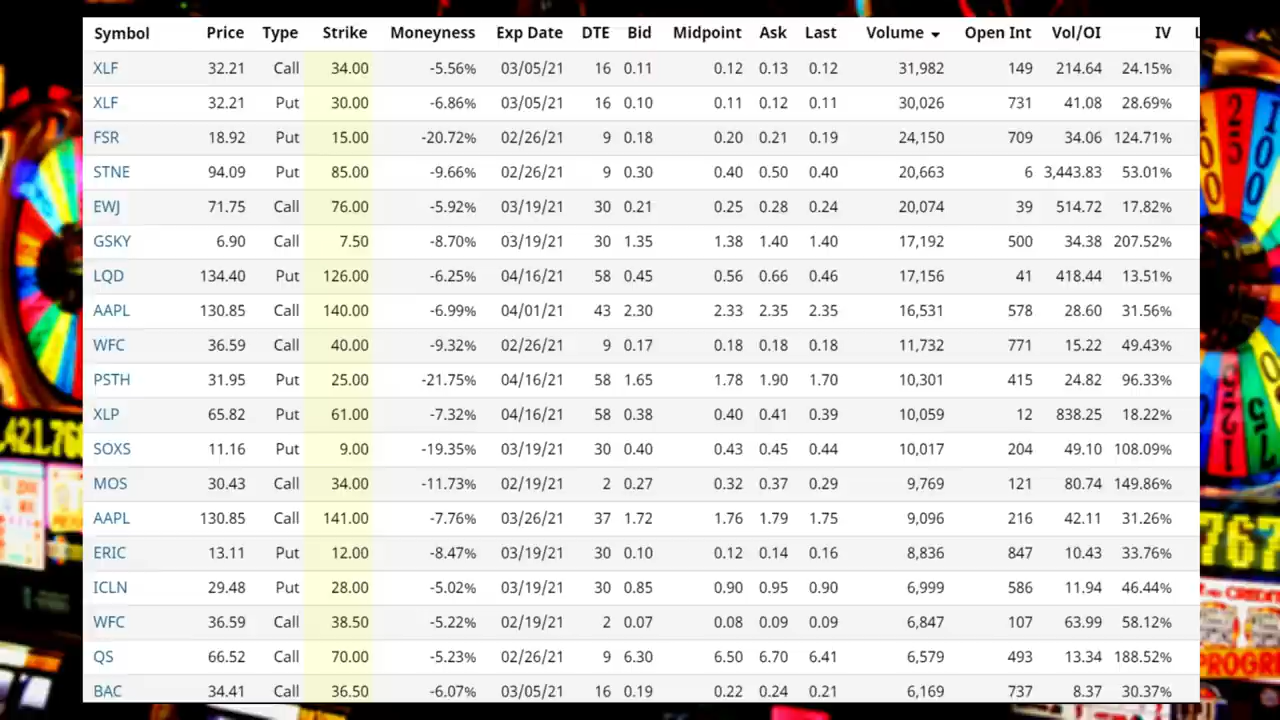 Symbol Price Type Strike Moneyness Exp Date DTE Bid Midpoint Ask Last Volume Open Int Vol/OI IV
XLF 32.21 Call 34.00 -5.56% 03/05/21 16 0.11 0.12 0.13 0.12 31,982 149 214.64 24.15%
XLF 32.21 Put 30.00 -6.86% 03/05/21 16 0.10 0.11 0.12 0.11 30,026 731 41.08 28.69%
FSR 18.92 Put 15.00 -20.72% 02/26/21 9 0.18 0.20 0.21 0.19 24,150 709 34.06 124.71%
STNE 94.09 Put 85.00 -9.66% 02/26/21 9 0.30 0.40 0.50 0.40 20,663 6 3,443.83 53.01%
EWJ 71.75 Call 76.00 -5.92% 03/19/21 30 0.21 0.25 0.28 0.24 20,074 39 514.72 17.82%
GSKY 6.90 Call 7.50 -8.70% 03/19/21 30 1.35 1.38 1.40 1.40 17,192 500 34.38 207.52%
LQD 134.40 Put 126.00 -6.25% 04/16/21 58 0.45 0.56 0.66 0.46 17,156 41 418.44 13.51%
AAPL 130.85 Call 140.00 -6.99% 04/01/21 43 2.30 2.33 2.35 2.35 16,531 578 28.60 31.56%
WFC 36.59 Call 40.00 -9.32% 02/26/21 9 0.17 0.18 0.18 0.18 11,732 771 15.22 49.43%
PSTH 31.95 Put 25.00 -21.75% 04/16/21 58 1.65 1.78 1.90 1.70 10,301 415 24.82 96.33%
XLP 65.82 Put 61.00 -7.32% 04/16/21 58 0.38 0.40 0.41 0.39 10,059 12 838.25 18.22%
SOXS 11.16 Put 9.00 -19.35% 03/19/21 30 0.40 0.43 0.45 0.44 10,017 204 49.10 108.09%
MOS 30.43 Call 34.00 -11.73% 02/19/21 2 0.27 0.32 0.37 0.29 9,769 121 80.74 149.86%
AAPL 130.85 Call 141.00 -7.76% 03/26/21 37 1.72 1.76 1.79 1.75 9,096 216 42.11 31.26%
ERIC 13.11 Put 12.00 -8.47% 03/19/21 30 0.10 0.12 0.14 0.16 8,836 847 10.43 33.76%
ICLN 29.48 Put 28.00 -5.02% 03/19/21 30 0.85 0.90 0.95 0.90 6,999 586 11.94 46.44%
WFC 36.59 Call 38.50 -5.22% 02/19/21 2 0.07 0.08 0.09 0.09 6,847 107 63.99 58.12%
QS 66.52 Call 70.00 -5.23% 02/26/21 9 6.30 6.50 6.70 6.41 6,579 493 13.34 188.52%
BAC 34.41 Call 36.50 -6.07% 03/05/21 16 0.19 0.22 0.24 0.21 6,169 737 8.37 30.37%